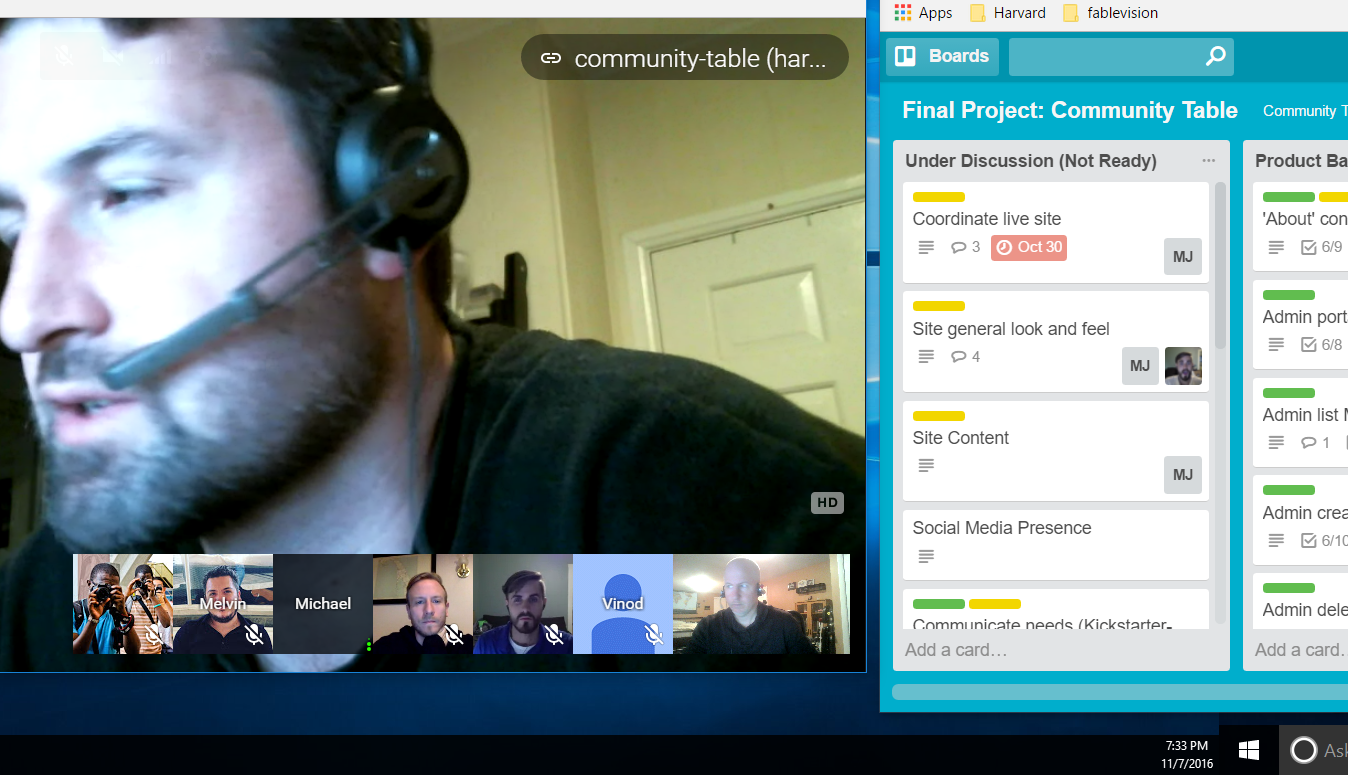 community-table (har...
HD
Melvin
Michael
Vinod
Apps
Harvard
fablevision
Boards
Final Project: Community Table
Community T
Under Discussion (Not Ready)
...
Coordinate live site
3
Oct 30
MJ
Site general look and feel
4
MJ
Site Content
MJ
Social Media Presence
Communicate needs (Kickstarter-
Add a card…
Product Ba
'About' con
6/9
Admin port
6/8
Admin list M
1
Admin crea
6/10
Admin dele
Add a card…
7:33 PM
11/7/2016
Ask